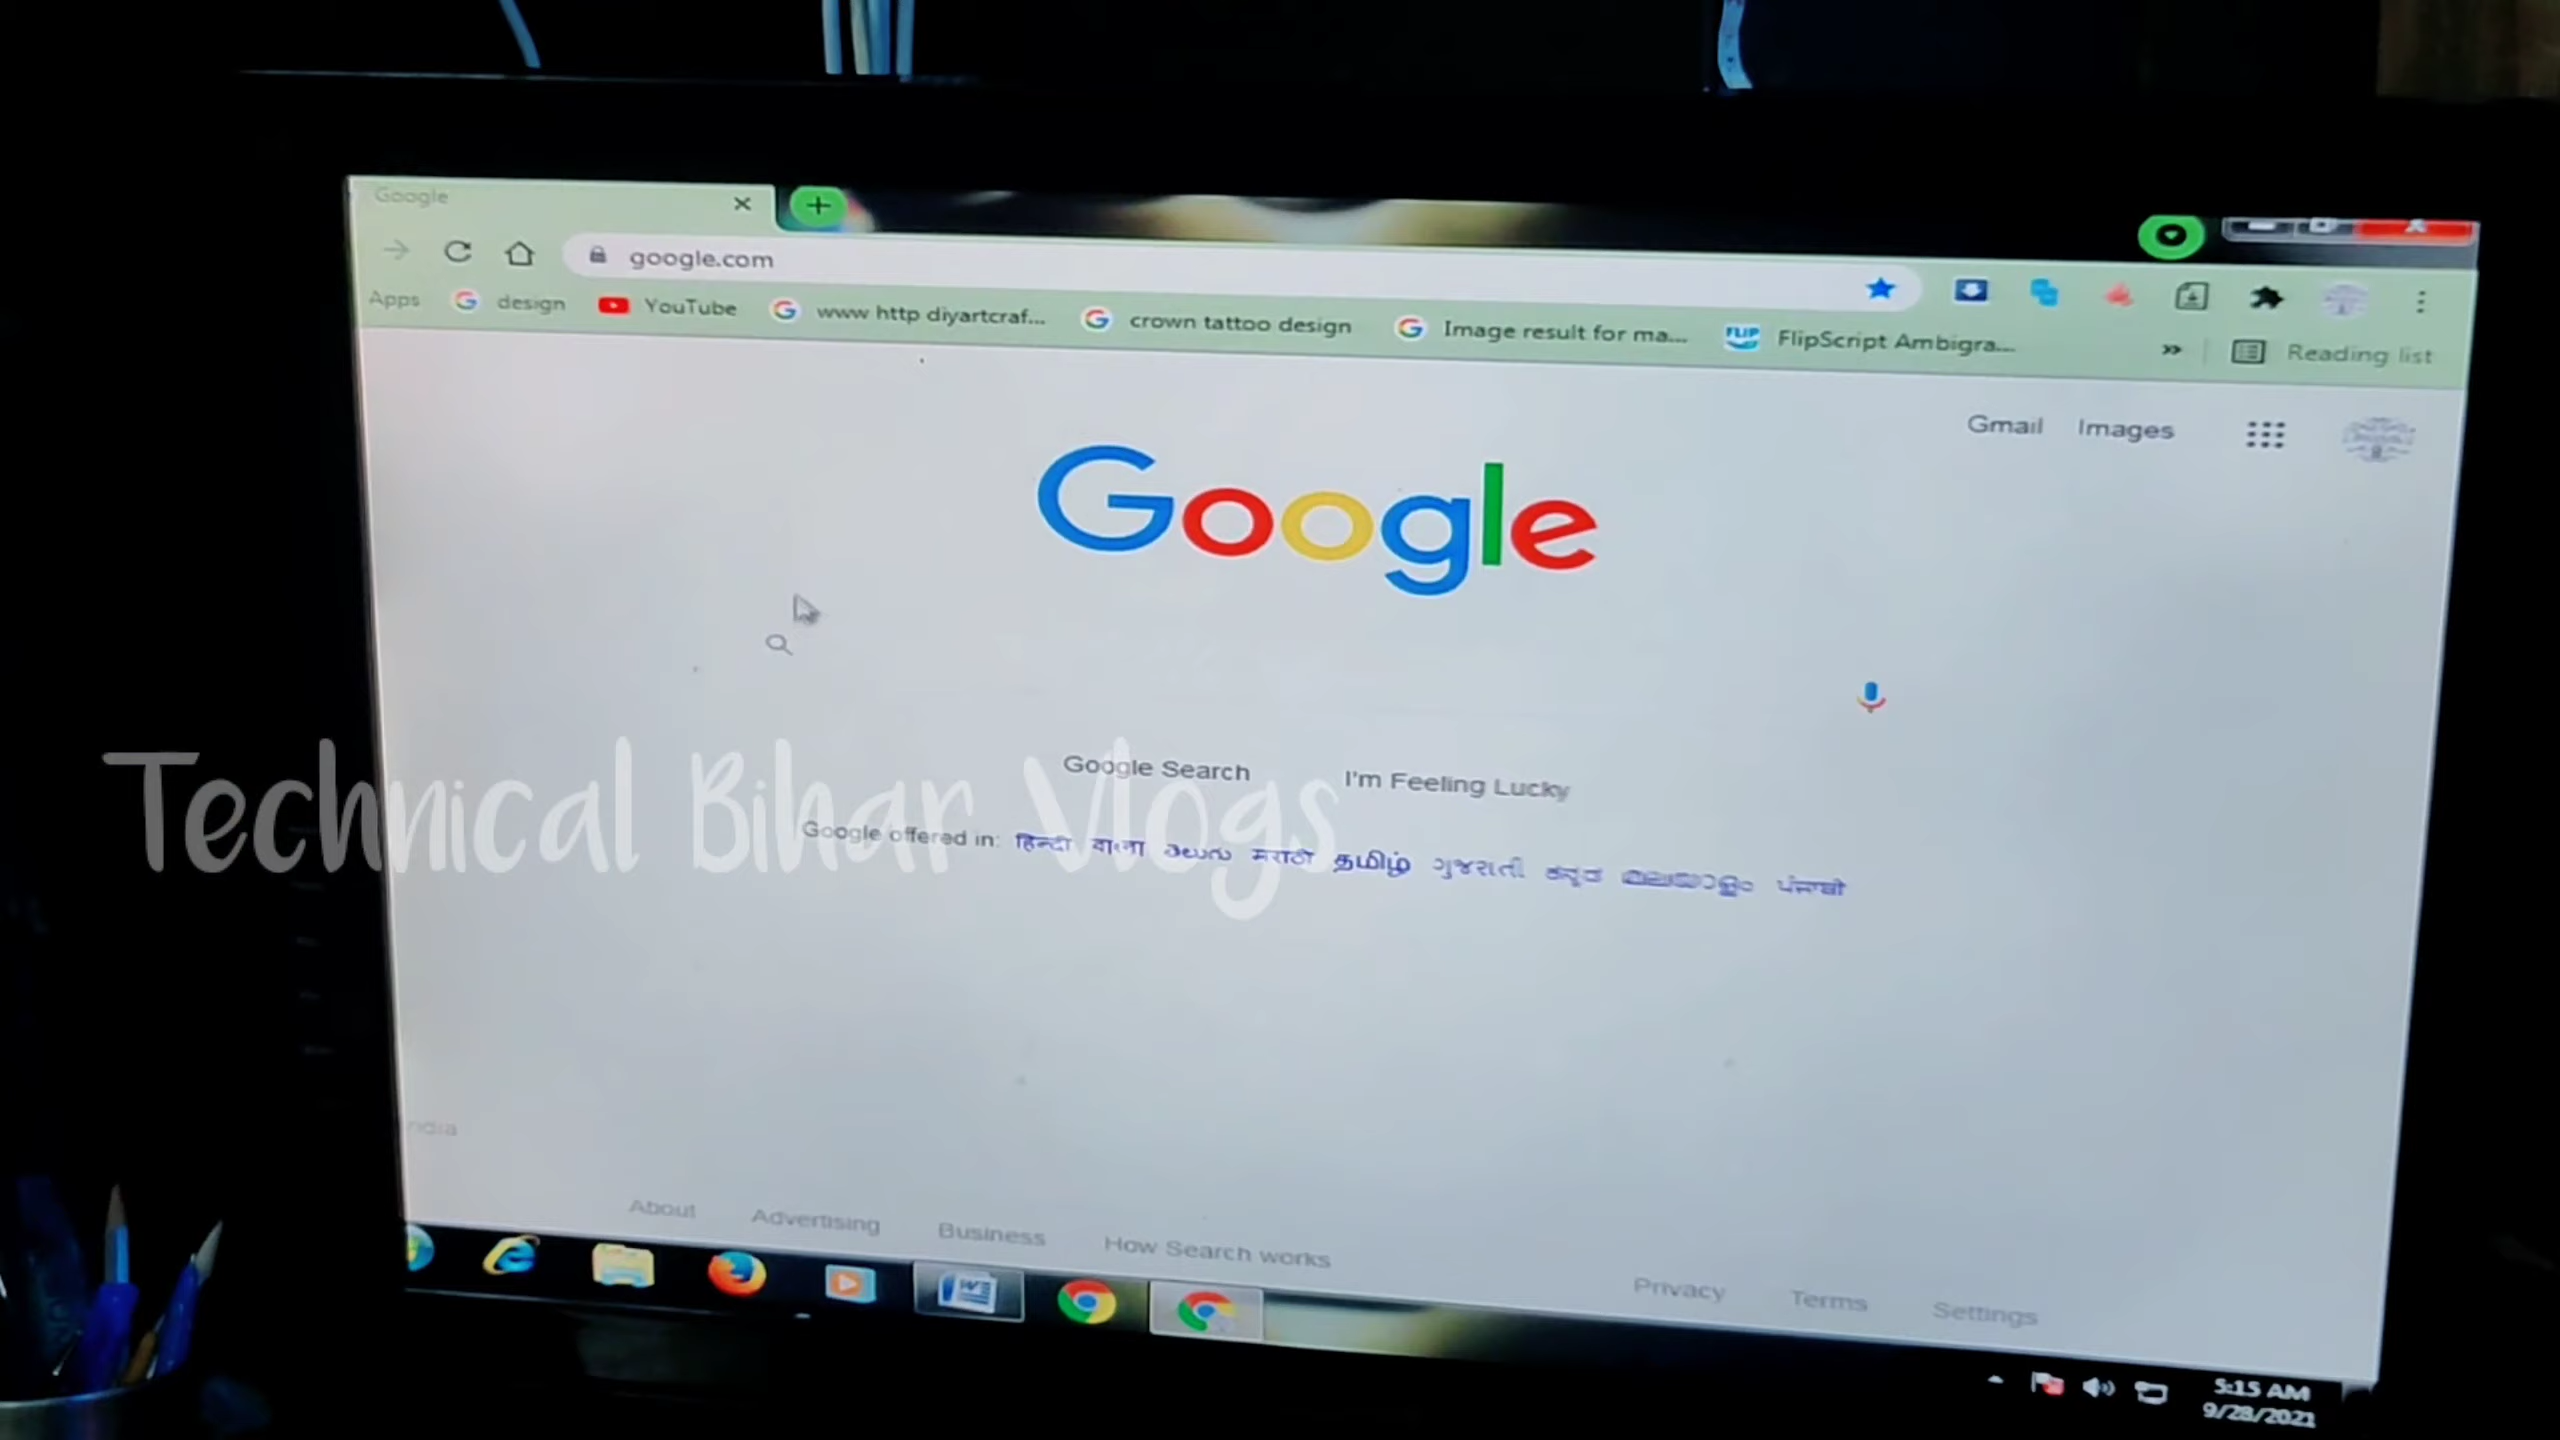 Google
google.com
Apps design YouTube www http diyartcraf... crown tattoo design Image result for ma... FlipScript Ambigra... »
Reading list
Gmail Images
Google
Google Search I'm Feeling Lucky
Technical Bihar Vlogs
Google offered in: हिन्दी বাংলা తెలుగు मराठी தமிழ் ગુજરાતી ಕನ್ನಡ മലയാളം ਪੰਜਾਬੀ
ndia
About Advertising Business How Search works
Privacy Terms Settings
5:15 AM
9/28/2021